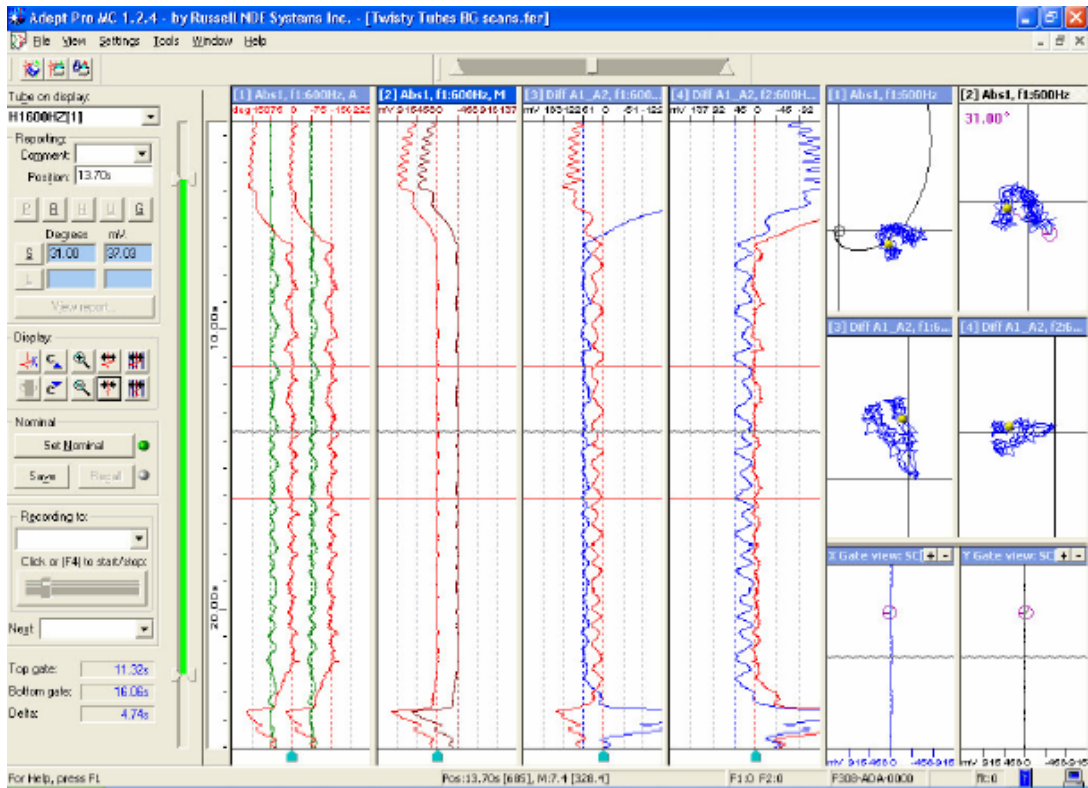 Adept Pro MC 1.2.4 - by Russell NDE Systems Inc. - [Twisty Tubes BG scans.fer]
File View Settings Tools Window Help
Tube on display:
H1600HZ[1]
Reporting:
Comment:
Position: 13.70s
P R H U G
Degrees mV.
S 31.00 37.03
L
View report...
Display:
Nominal
Set Nominal
Save Recall
Recording to:
Click or [F4] to start/stop:
Next
Top gate: 11.32s
Bottom gate: 16.06s
Delta: 4.74s
[1] Abs1, f1:600Hz, A
[2] Abs1, f1:600Hz, M
[3] Diff A1_A2, f1:600...
[4] Diff A1_A2, f2:600H...
10.00s
20.00s
[1] Abs1, f1:600Hz
[2] Abs1, f1:600Hz
31.00°
[3] Diff A1_A2, f1:6...
[4] Diff A1_A2, f2:6...
X Gate view: SC + -
Y Gate view: SC + -
For Help, press F1
Pos:13.70s [685], M:7.4 [328.4]
F1:0 F2:0
F308-AOA-0000